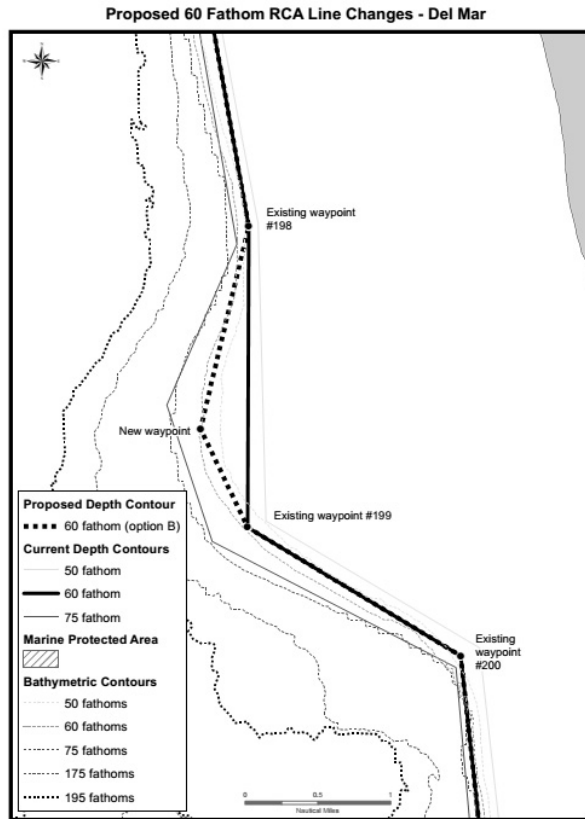 Proposed 60 Fathom RCA Line Changes - Del Mar
Existing waypoint
#198
New waypoint
Existing waypoint #199
Existing
waypoint
#200
Proposed Depth Contour
60 fathom (option B)
Current Depth Contours
50 fathom
60 fathom
75 fathom
Marine Protected Area
Bathymetric Contours
50 fathoms
60 fathoms
75 fathoms
175 fathoms
195 fathoms
0 0.5 1
Nautical Miles